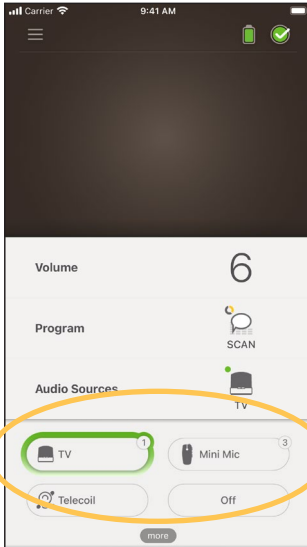 Carrier 9:41 AM
Volume 6
Program
SCAN
Audio Sources
TV
TV 1
Mini Mic 3
Telecoil
Off
more